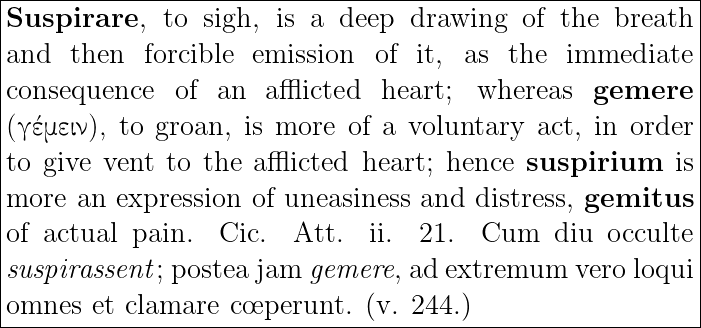 Suspirare, to sigh, is a deep drawing of the breath
and then forcible emission of it, as the immediate
consequence of an afflicted heart; whereas gemere
(γέμειν), to groan, is more of a voluntary act, in order
to give vent to the afflicted heart; hence suspirium is
more an expression of uneasiness and distress, gemitus
of actual pain. Cic. Att. ii. 21. Cum diu occulte
suspirassent; postea jam gemere, ad extremum vero loqui
omnes et clamare cœperunt. (v. 244.)